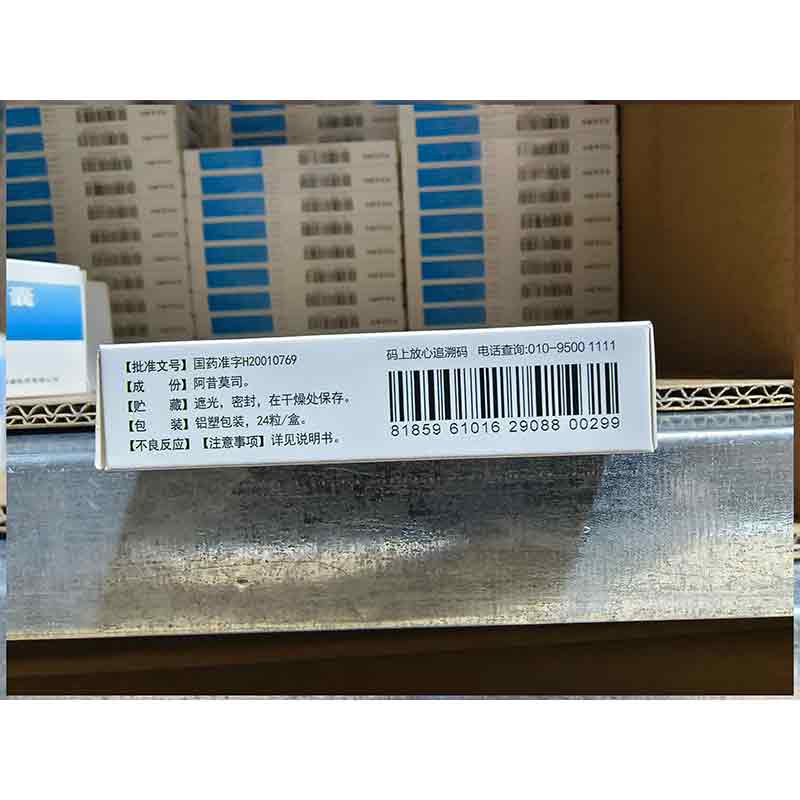 囊
【批准文号】国药准字H20010769
【成　份】阿昔莫司。
【贮　藏】遮光，密封，在干燥处保存。
【包　装】铝塑包装，24粒/盒。
【不良反应】【注意事项】详见说明书。
码上放心追溯码　电话查询:010-9500 1111
81859 61016 29088 00299